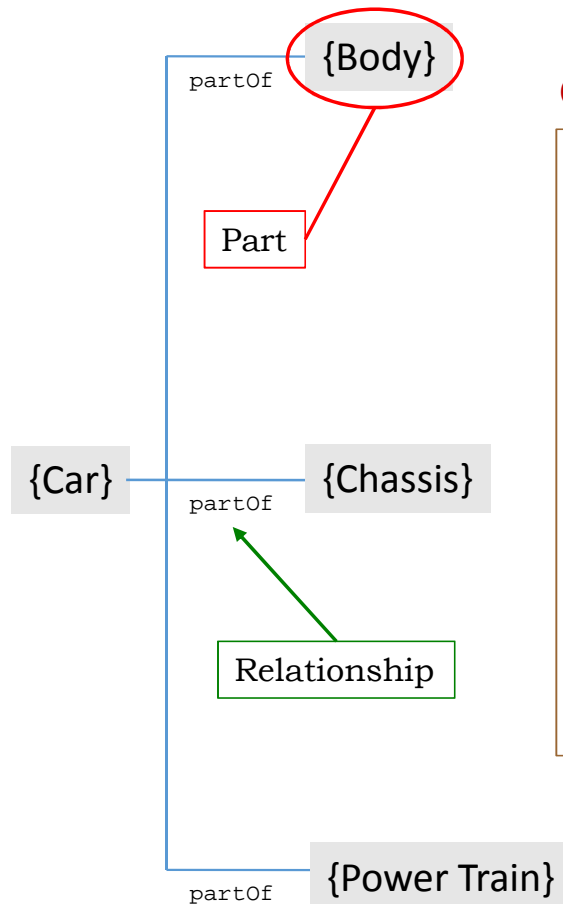 {Body}
partOf
Part
{Car}
{Chassis}
partOf
Relationship
{Power Train}
partOf